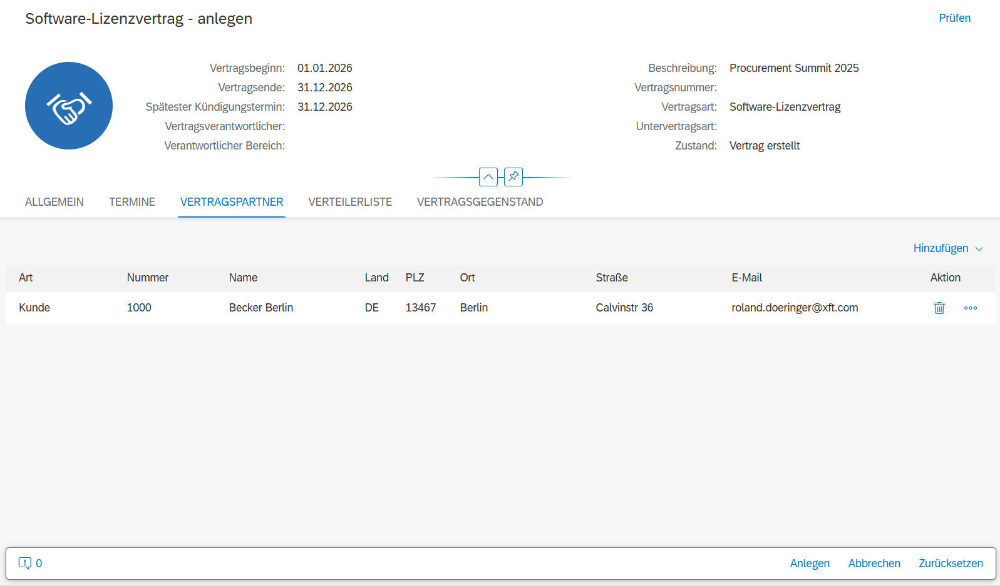 Software-Lizenzvertrag - anlegen
Prüfen
Vertragsbeginn: 01.01.2026
Vertragsende: 31.12.2026
Spätester Kündigungstermin: 31.12.2026
Vertragsverantwortlicher:
Verantwortlicher Bereich:
Beschreibung: Procurement Summit 2025
Vertragsnummer:
Vertragsart: Software-Lizenzvertrag
Untervertragsart:
Zustand: Vertrag erstellt
ALLGEMEIN TERMINE VERTRAGSPARTNER VERTEILERLISTE VERTRAGSGEGENSTAND
Hinzufügen
Art Nummer Name Land PLZ Ort Straße E-Mail Aktion
Kunde 1000 Becker Berlin DE 13467 Berlin Calvinstr 36 roland.doeringer@xft.com
0 Anlegen Abbrechen Zurücksetzen